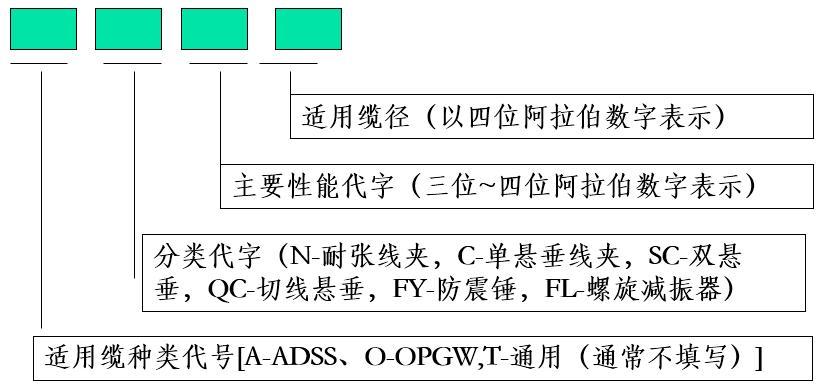 适用缆径（以四位阿拉伯数字表示）
主要性能代字（三位~四位阿拉伯数字表示）
分类代字（N-耐张线夹，C-单悬垂线夹，SC-双悬
垂，QC-切线悬垂，FY-防震锤，FL-螺旋减振器）
适用缆种类代号[A-ADSS、O-OPGW,T-通用（通常不填写）]